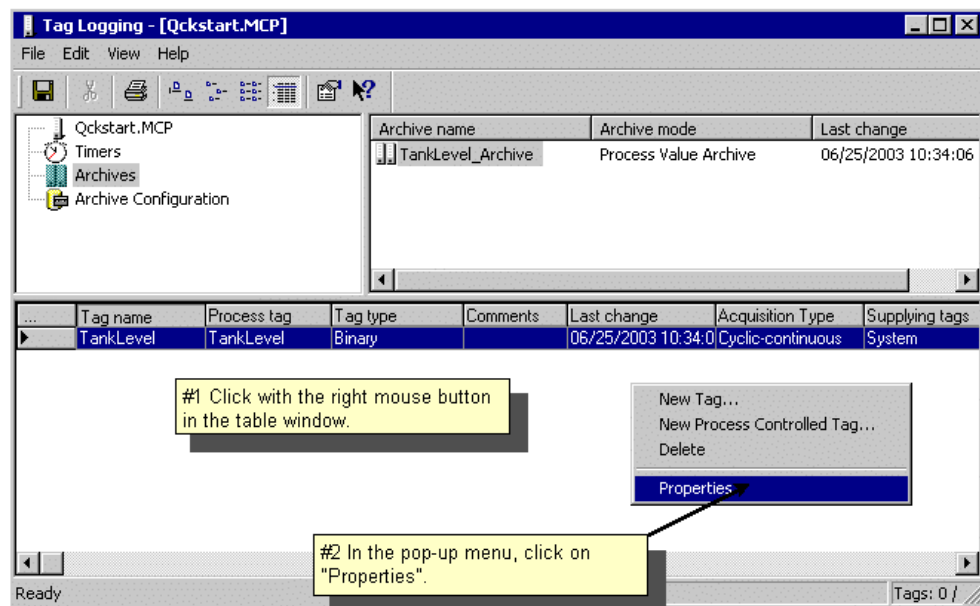 Tag Logging - [Qckstart.MCP]
File Edit View Help
Qckstart.MCP
Timers
Archives
Archive Configuration
Archive name Archive mode Last change
TankLevel_Archive Process Value Archive 06/25/2003 10:34:06
... Tag name Process tag Tag type Comments Last change Acquisition Type Supplying tags
TankLevel TankLevel Binary 06/25/2003 10:34:0 Cyclic-continuous System
#1 Click with the right mouse button
in the table window.
New Tag...
New Process Controlled Tag...
Delete
Properties
#2 In the pop-up menu, click on
"Properties".
Ready Tags: 0 /